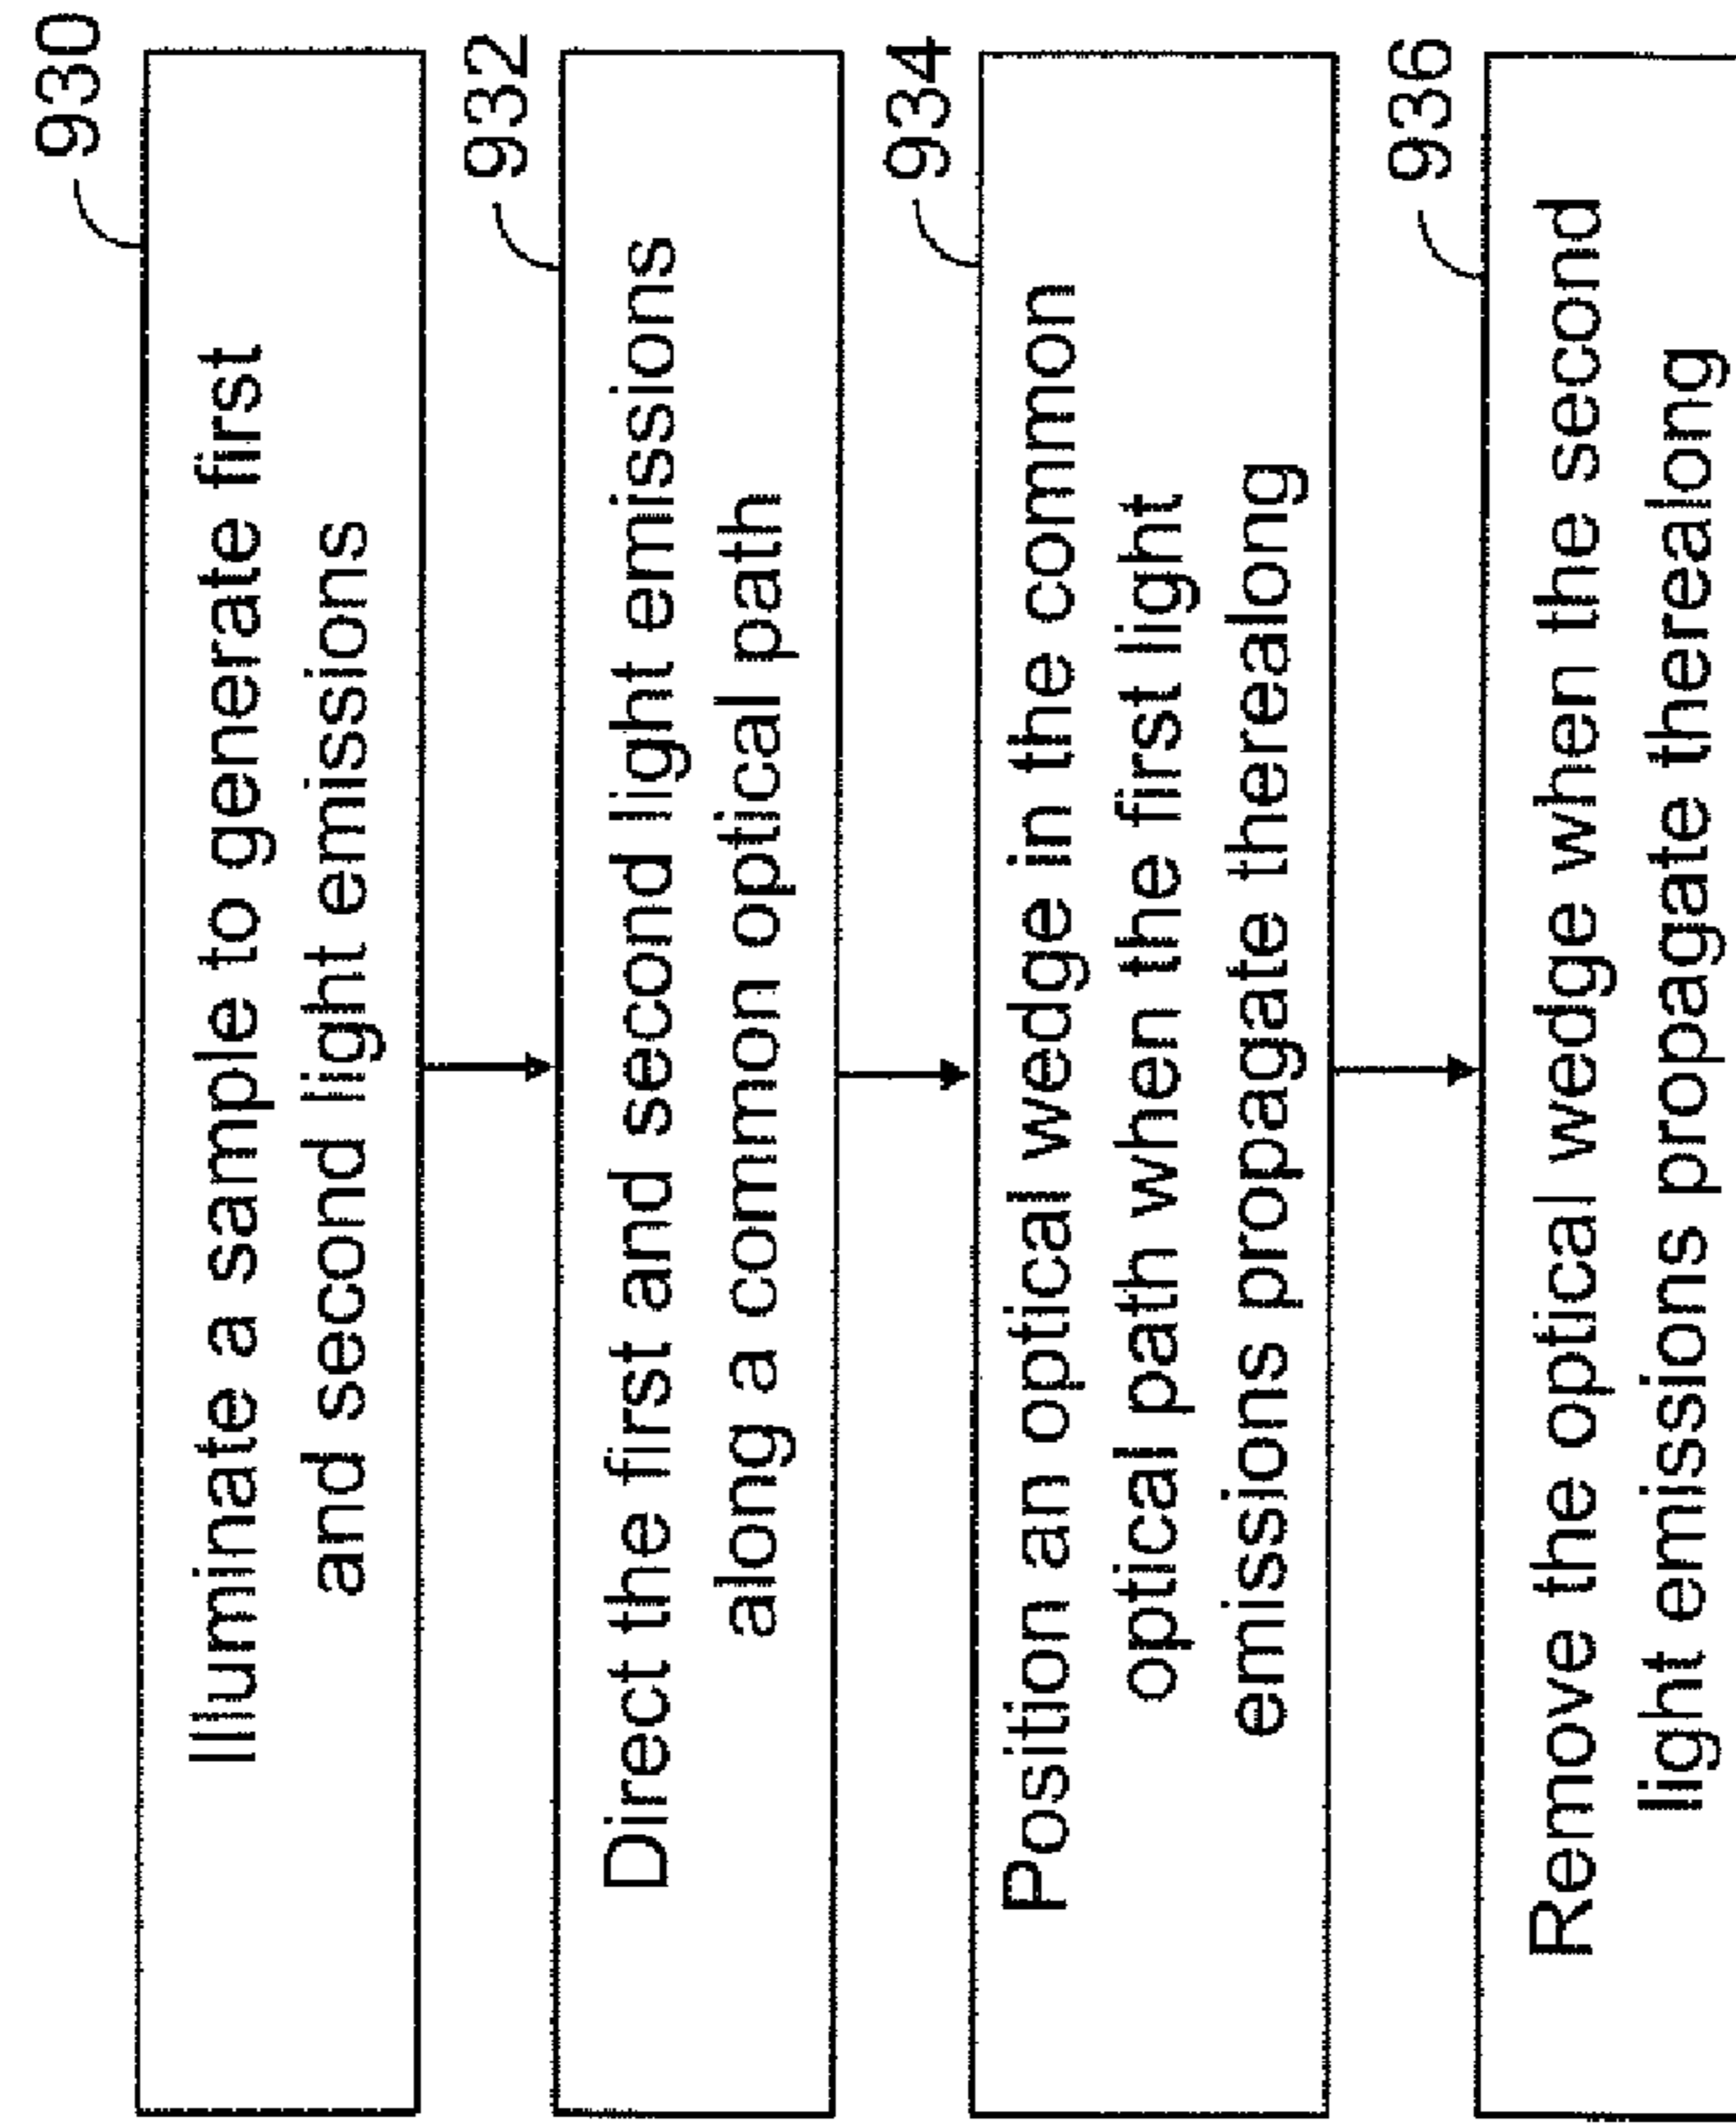 930
Illuminate a sample to generate first
and second light emissions
932
Direct the first and second light emissions
along a common optical path
934
Position an optical wedge in the common
optical path when the first light
emissions propagate therealong
936
Remove the optical wedge when the second
light emissions propagate therealong